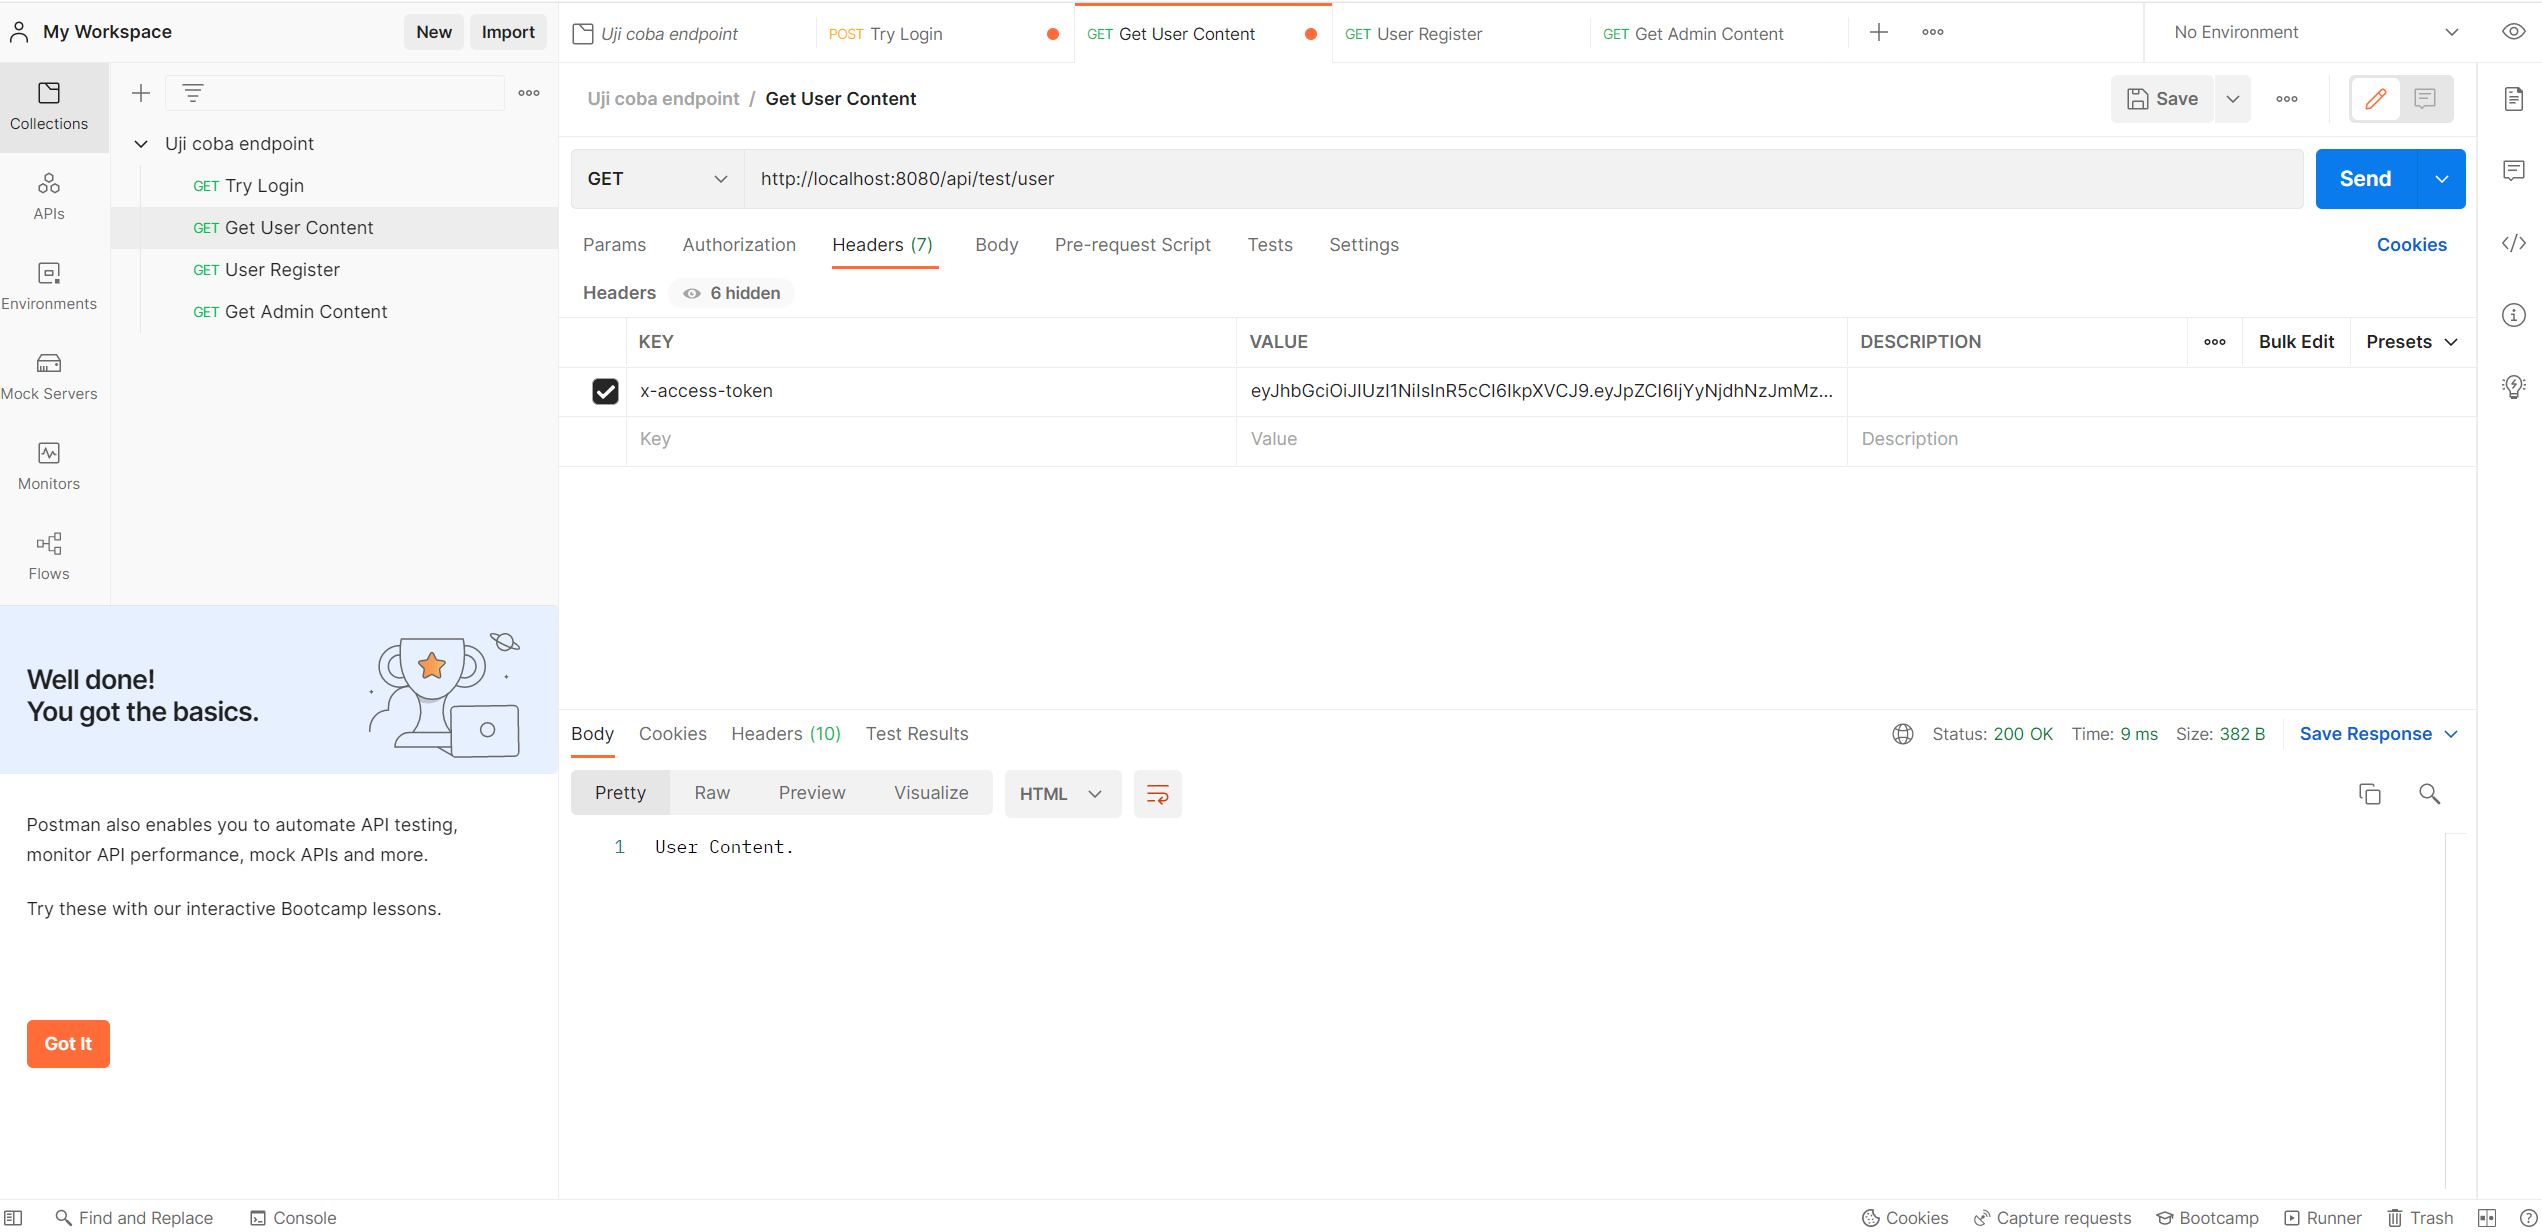 My Workspace
New
Import
Uji coba endpoint
POST Try Login
GET Get User Content
GET User Register
GET Get Admin Content
No Environment
Collections
APIs
Environments
Mock Servers
Monitors
Flows
Uji coba endpoint
GET Try Login
GET Get User Content
GET User Register
GET Get Admin Content
Well done!
You got the basics.
Postman also enables you to automate API testing,
monitor API performance, mock APIs and more.
Try these with our interactive Bootcamp lessons.
Got It
Uji coba endpoint / Get User Content
Save
GET
http://localhost:8080/api/test/user
Send
Params
Authorization
Headers (7)
Body
Pre-request Script
Tests
Settings
Cookies
Headers
6 hidden
KEY
VALUE
DESCRIPTION
Bulk Edit
Presets
x-access-token
eyJhbGciOiJIUzI1NiIsInR5cCI6IkpXVCJ9.eyJpZCI6IjYyNjdhNzJmMz...
Key
Value
Description
Body
Cookies
Headers (10)
Test Results
Status: 200 OK
Time: 9 ms
Size: 382 B
Save Response
Pretty
Raw
Preview
Visualize
HTML
1 User Content.
Find and Replace
Console
Cookies
Capture requests
Bootcamp
Runner
Trash